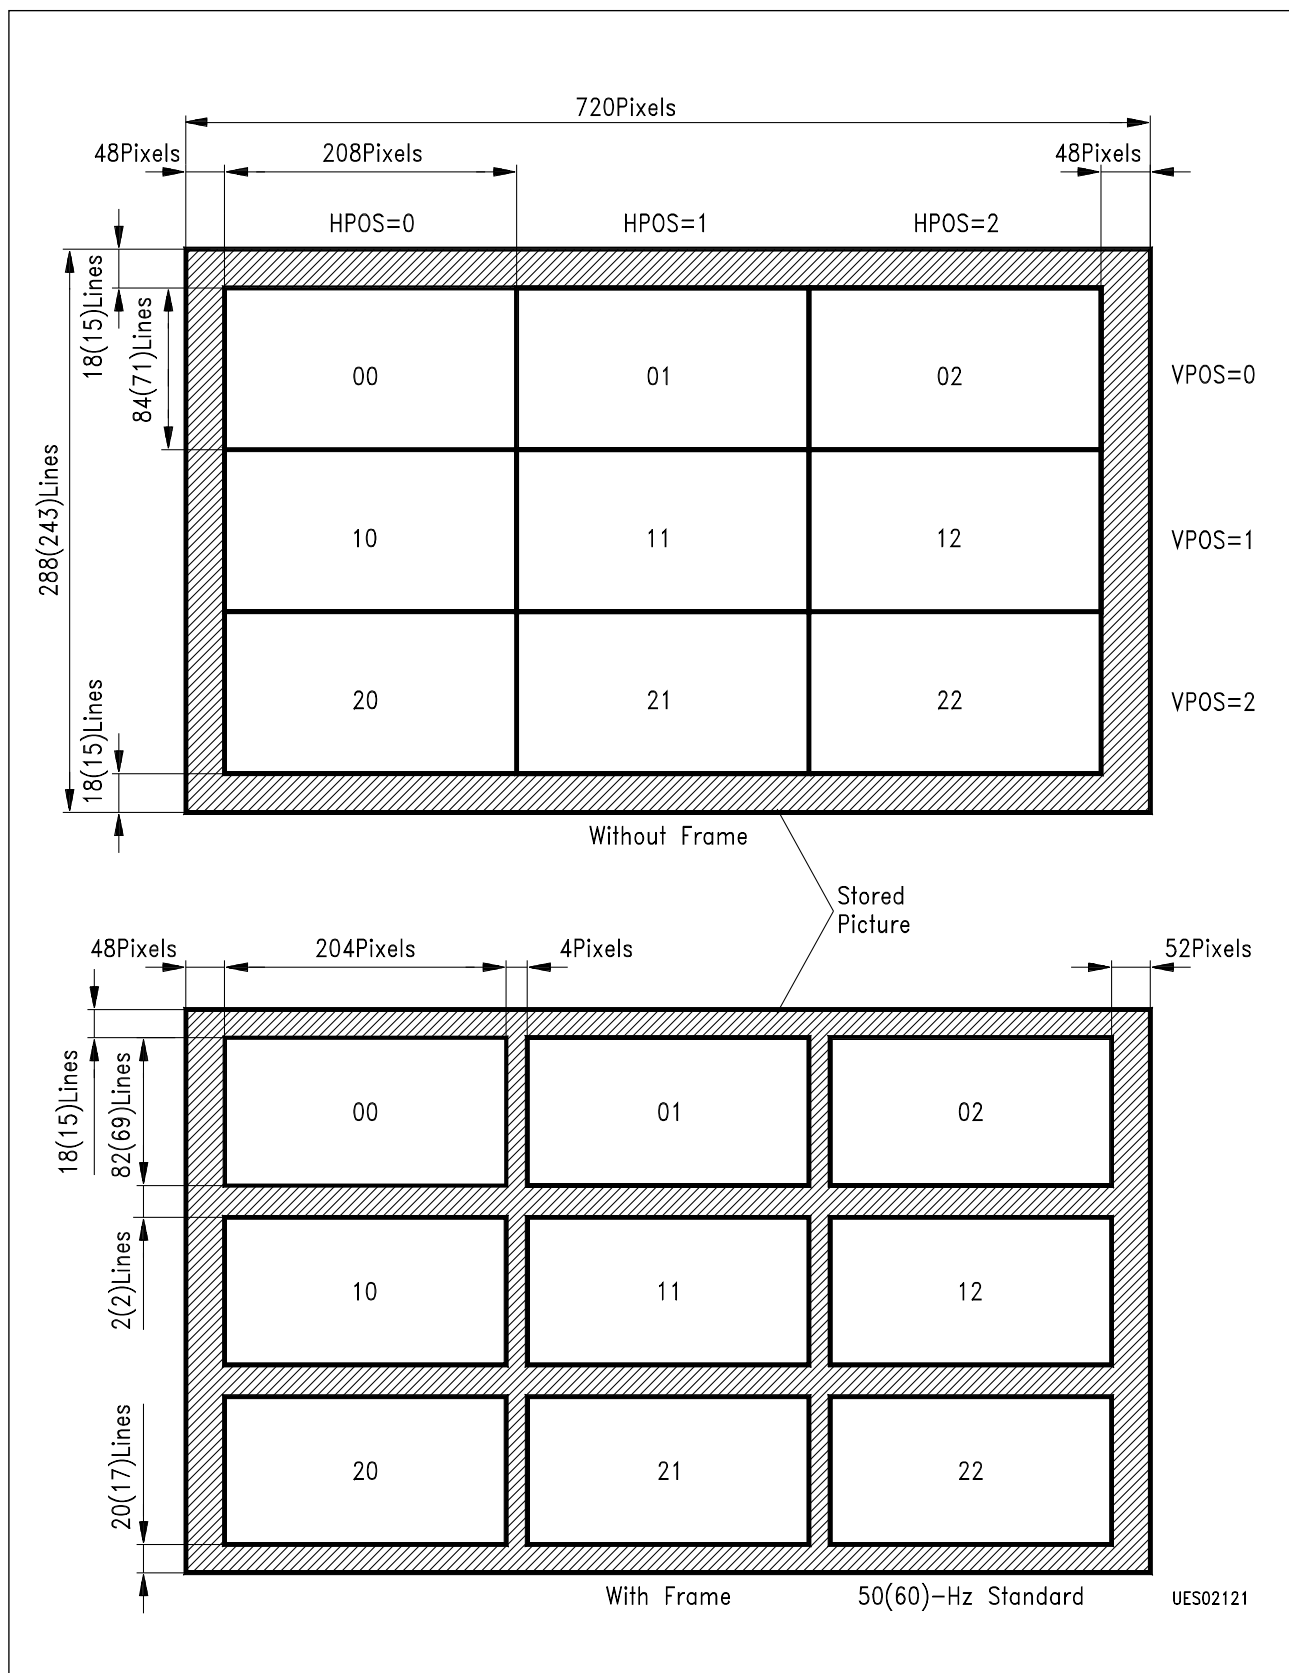 720Pixels
48Pixels
208Pixels
48Pixels
HPOS=0
HPOS=1
HPOS=2
18(15)Lines
84(71)Lines
288(243)Lines
18(15)Lines
00
01
02
VPOS=0
10
11
12
VPOS=1
20
21
22
VPOS=2
Without Frame
Stored
Picture
48Pixels
204Pixels
4Pixels
52Pixels
18(15)Lines
82(69)Lines
2(2)Lines
20(17)Lines
00
01
02
10
11
12
20
21
22
With Frame
50(60)-Hz Standard
UES02121